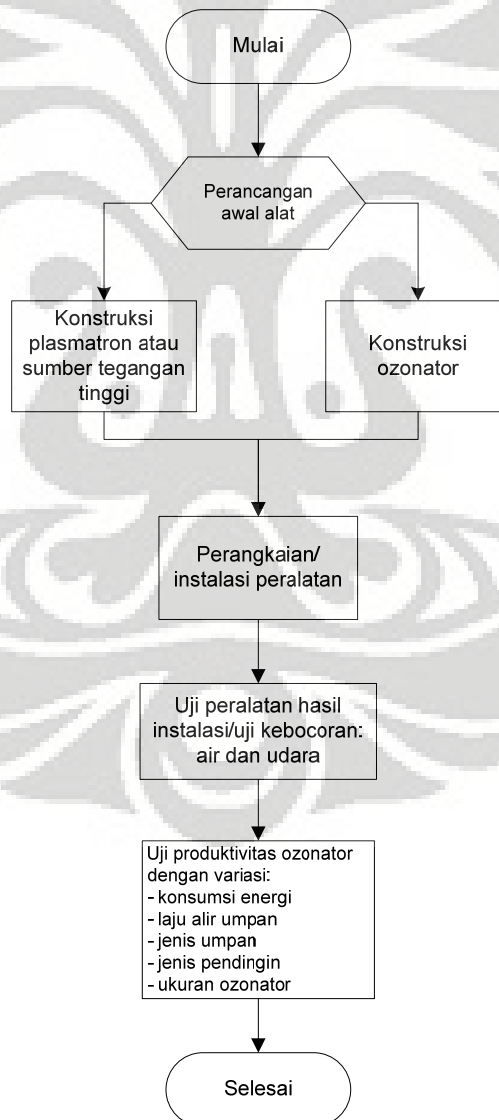 Mulai
Perancangan
awal alat
Konstruksi
plasmatron atau
sumber tegangan
tinggi
Konstruksi
ozonator
Perangkaian/
instalasi peralatan
Uji peralatan hasil
instalasi/uji kebocoran:
air dan udara
Uji produktivitas ozonator
dengan variasi:
- konsumsi energi
- laju alir umpan
- jenis umpan
- jenis pendingin
- ukuran ozonator
Selesai